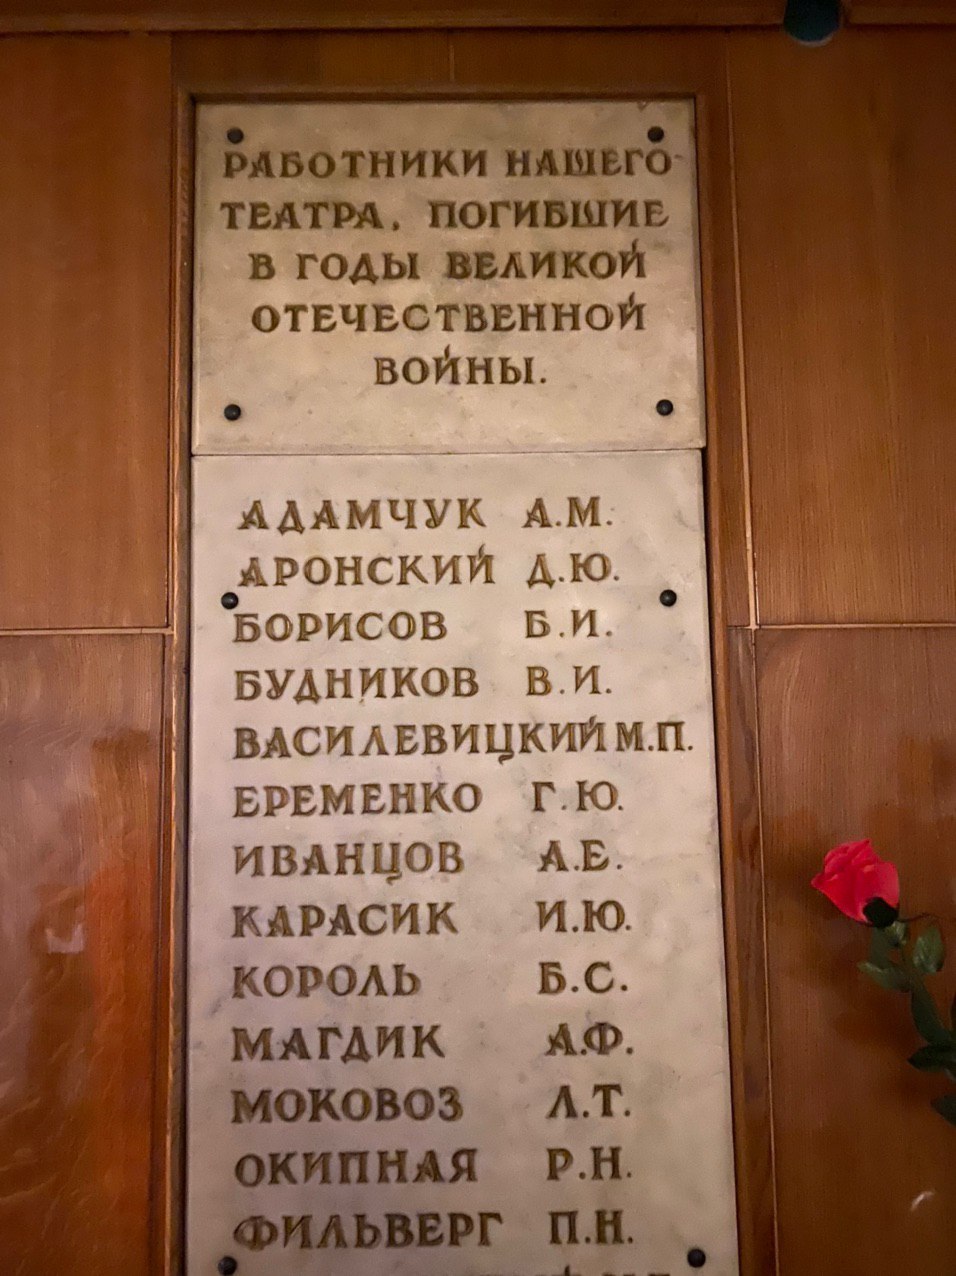 РАБОТНИКИ НАШЕГО
ТЕАТРА, ПОГИБШИЕ
В ГОДЫ ВЕЛИКОЙ
ОТЕЧЕСТВЕННОЙ
ВОЙНЫ.
АДАМЧУК А.М.
АРОНСКИЙ Д.Ю.
БОРИСОВ Б.И.
БУДНИКОВ В.И.
ВАСИЛЕВИЦКИЙ М.П.
ЕРЕМЕНКО Г.Ю.
ИВАНЦОВ А.Е.
КАРАСИК И.Ю.
КОРОЛЬ Б.С.
МАГДИК А.Ф.
МОКОВОЗ Л.Т.
ОКИПНАЯ Р.Н.
ФИЛЬВЕРГ П.Н.